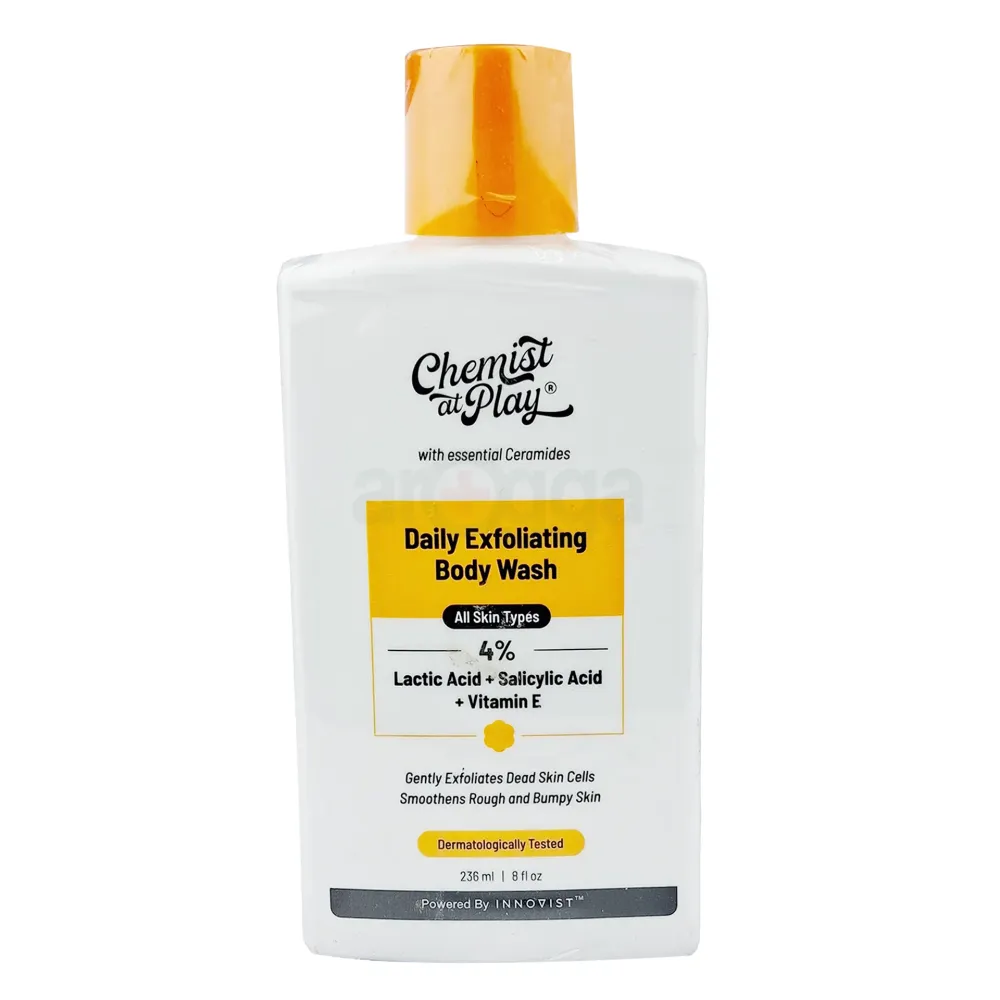 Chemist
at Play®
with essential Ceramides
arogga
Daily Exfoliating
Body Wash
All Skin Types
4%
Lactic Acid + Salicylic Acid
+ Vitamin E
Gently Exfoliates Dead Skin Cells
Smoothens Rough and Bumpy Skin
Dermatologically Tested
236 ml | 8 fl oz
Powered By INNOVIST™